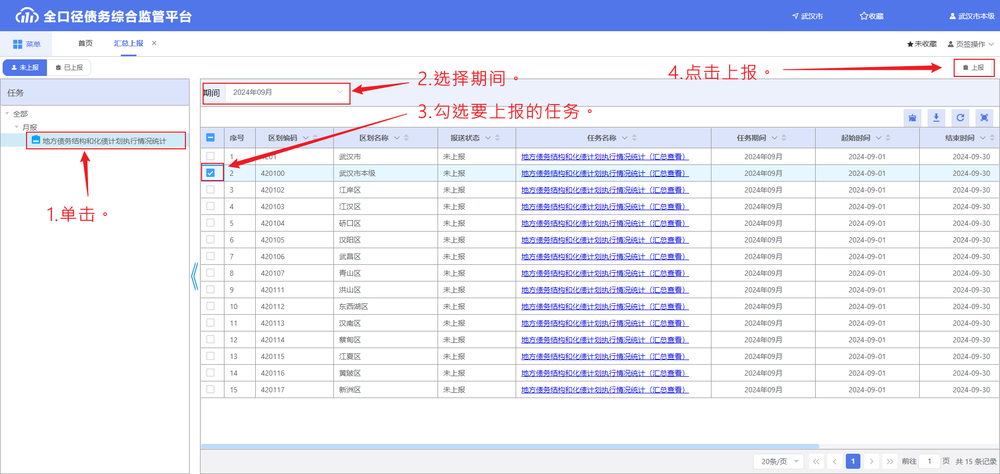 全口径债务综合监管平台
武汉市
收藏
武汉市本级
菜单
首页
汇总上报
未收藏
页签操作
未上报
已上报
4.点击上报。
上报
任务
期间
2024年09月
2.选择期间。
全部
月报
地方债务结构和化债计划执行情况统计
1.单击。
3.勾选要上报的任务。
序号 区划编码 区划名称 报送状态 任务名称 任务期间 起始时间 结束时间
1 4201 武汉市 未上报 地方债务结构和化债计划执行情况统计（汇总查看） 2024年09月 2024-09-01 2024-09-30
2 420100 武汉市本级 未上报 地方债务结构和化债计划执行情况统计（汇总查看） 2024年09月 2024-09-01 2024-09-30
3 420102 江岸区 未上报 地方债务结构和化债计划执行情况统计（汇总查看） 2024年09月 2024-09-01 2024-09-30
4 420103 江汉区 未上报 地方债务结构和化债计划执行情况统计（汇总查看） 2024年09月 2024-09-01 2024-09-30
5 420104 硚口区 未上报 地方债务结构和化债计划执行情况统计（汇总查看） 2024年09月 2024-09-01 2024-09-30
6 420105 汉阳区 未上报 地方债务结构和化债计划执行情况统计（汇总查看） 2024年09月 2024-09-01 2024-09-30
7 420106 武昌区 未上报 地方债务结构和化债计划执行情况统计（汇总查看） 2024年09月 2024-09-01 2024-09-30
8 420107 青山区 未上报 地方债务结构和化债计划执行情况统计（汇总查看） 2024年09月 2024-09-01 2024-09-30
9 420111 洪山区 未上报 地方债务结构和化债计划执行情况统计（汇总查看） 2024年09月 2024-09-01 2024-09-30
10 420112 东西湖区 未上报 地方债务结构和化债计划执行情况统计（汇总查看） 2024年09月 2024-09-01 2024-09-30
11 420113 汉南区 未上报 地方债务结构和化债计划执行情况统计（汇总查看） 2024年09月 2024-09-01 2024-09-30
12 420114 蔡甸区 未上报 地方债务结构和化债计划执行情况统计（汇总查看） 2024年09月 2024-09-01 2024-09-30
13 420115 江夏区 未上报 地方债务结构和化债计划执行情况统计（汇总查看） 2024年09月 2024-09-01 2024-09-30
14 420116 黄陂区 未上报 地方债务结构和化债计划执行情况统计（汇总查看） 2024年09月 2024-09-01 2024-09-30
15 420117 新洲区 未上报 地方债务结构和化债计划执行情况统计（汇总查看） 2024年09月 2024-09-01 2024-09-30
20条/页 1 前往 1 页 共 15 条记录